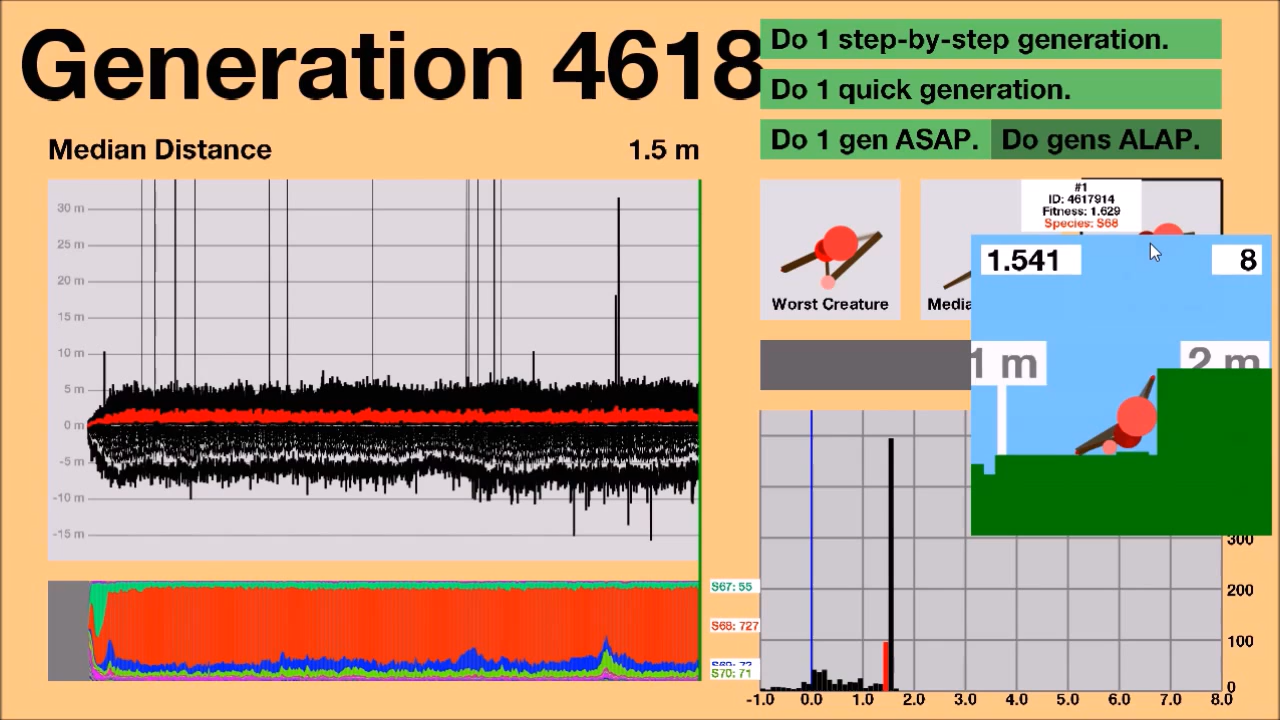 Generation 4618
Do 1 step-by-step generation.
Do 1 quick generation.
Do 1 gen ASAP.
Do gens ALAP.
Median Distance
1.5 m
30 m
25 m
20 m
15 m
10 m
5 m
0 m
-5 m
-10 m
-15 m
#1
ID: 4617914
Fitness: 1.629
Species: S68
Worst Creature
Media
1.541
8
1 m
2 m
S67: 55
S68: 727
S70: 71
300
200
100
0
-1.0
0.0
1.0
2.0
3.0
4.0
5.0
6.0
7.0
8.0